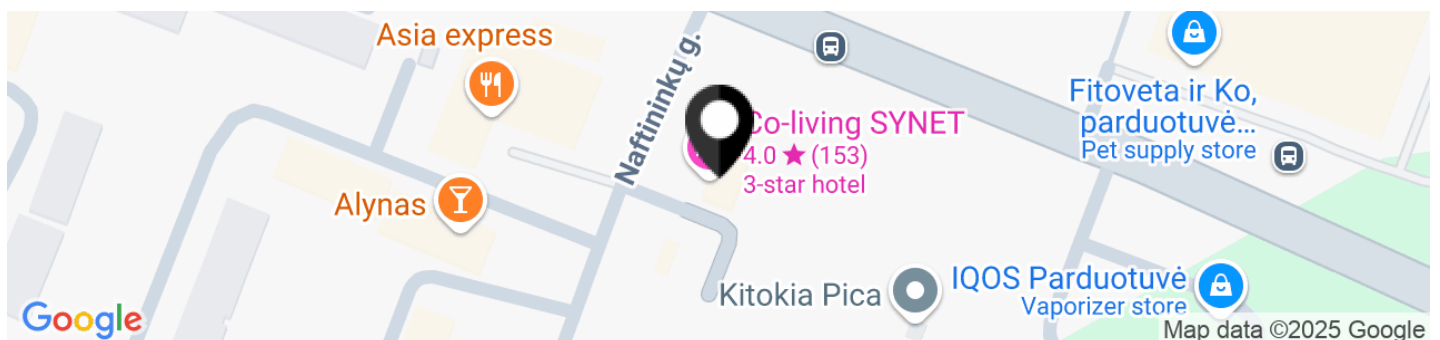 Asia express
Naftininkų g.
Co-living SYNET
4.0 ★ (153)
3-star hotel
Fitoveta ir Ko,
parduotuvė...
Pet supply store
Alynas
Kitokia Pica
IQOS Parduotuvė
Vaporizer store
Google
Map data ©2025 Google